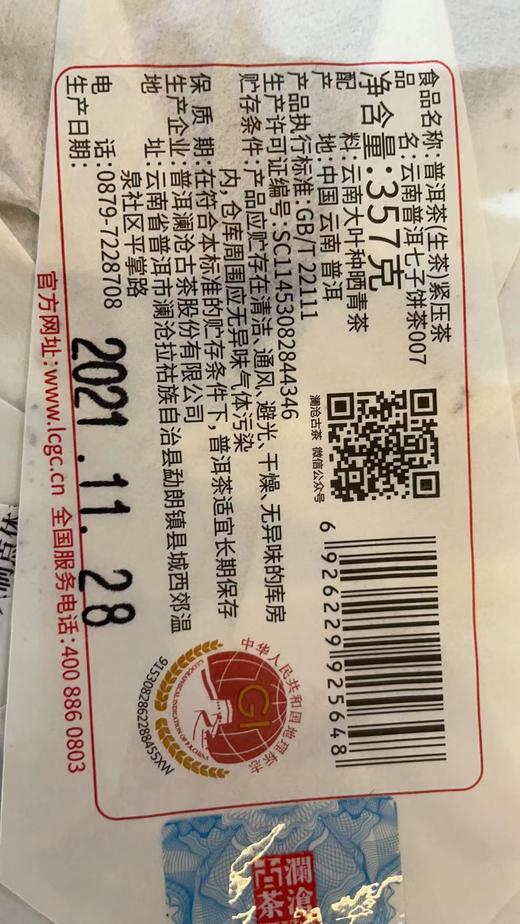 食品名称:普洱茶(生茶)紧压茶
品名:云南普洱七子饼茶007
净含量:357克
配料:云南大叶种晒青茶
产地:中国云南 普洱
产品执行标准:GB/T 22111
生产许可证编号:SC11453082844346
贮存条件:产品应贮存在清洁、通风、避光、干燥、无异味的库房
内,仓库周围应无异味气体污染
保质期:在符合本标准的贮存条件下,普洱茶适宜长期保存
生产企业:普洱澜沧古茶股份有限公司
地址:云南省普洱市澜沧拉祜族自治县勐朗镇县城西郊温
泉社区平掌路
电话:0879-7228708
生产日期:
2021.11.28
官方网址:www.lcgc.cn 全国服务电话:400 886 0803
澜沧古茶 微信公众号
6 926229 925648
中华人民共和国地理标志
GI
GEOGRAPHICAL INDICATION OF P.R.CHINA
9153082862288455XW
瀾滄
古茶